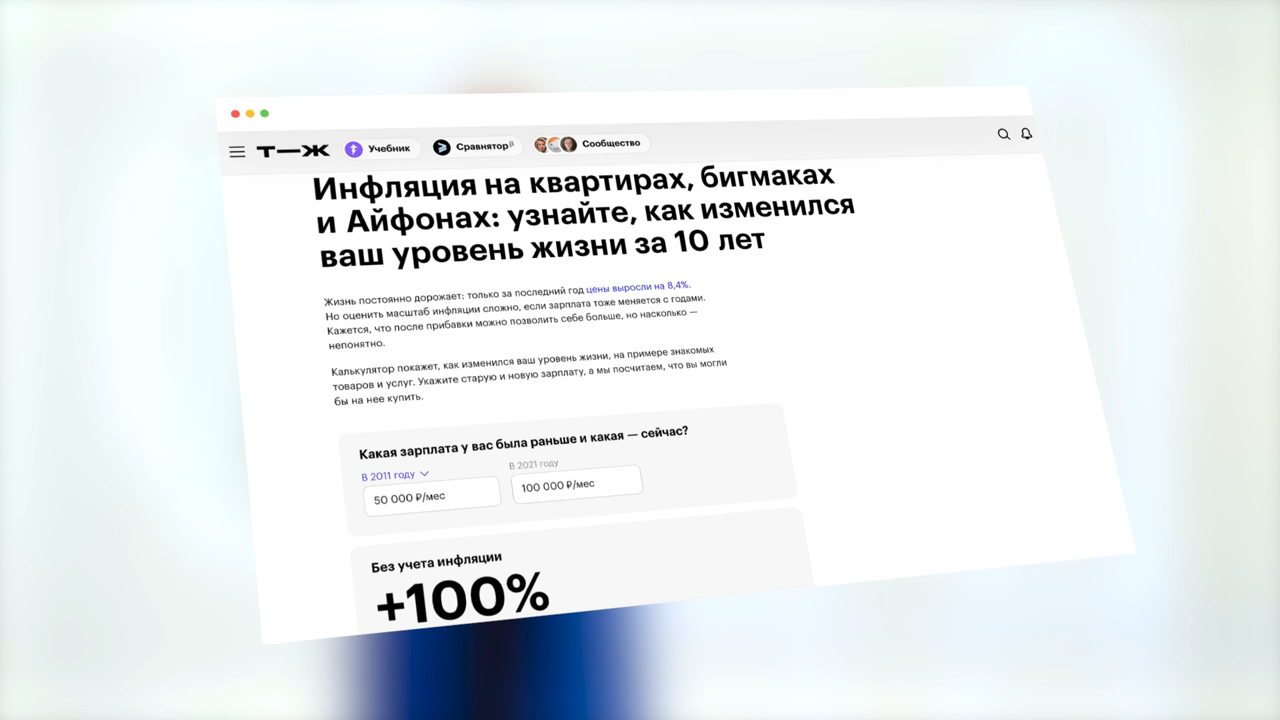 Т—Ж Учебник Сравнятор β Сообщество
Инфляция на квартирах, бигмаках
и Айфонах: узнайте, как изменился
ваш уровень жизни за 10 лет
Жизнь постоянно дорожает: только за последний год цены выросли на 8,4%.
Но оценить масштаб инфляции сложно, если зарплата тоже меняется с годами.
Кажется, что после прибавки можно позволить себе больше, но насколько —
непонятно.
Калькулятор покажет, как изменился ваш уровень жизни, на примере знакомых
товаров и услуг. Укажите старую и новую зарплату, а мы посчитаем, что вы могли
бы на нее купить.
Какая зарплата у вас была раньше и какая — сейчас?
В 2011 году В 2021 году
50 000 ₽/мес 100 000 ₽/мес
Без учета инфляции
+100%